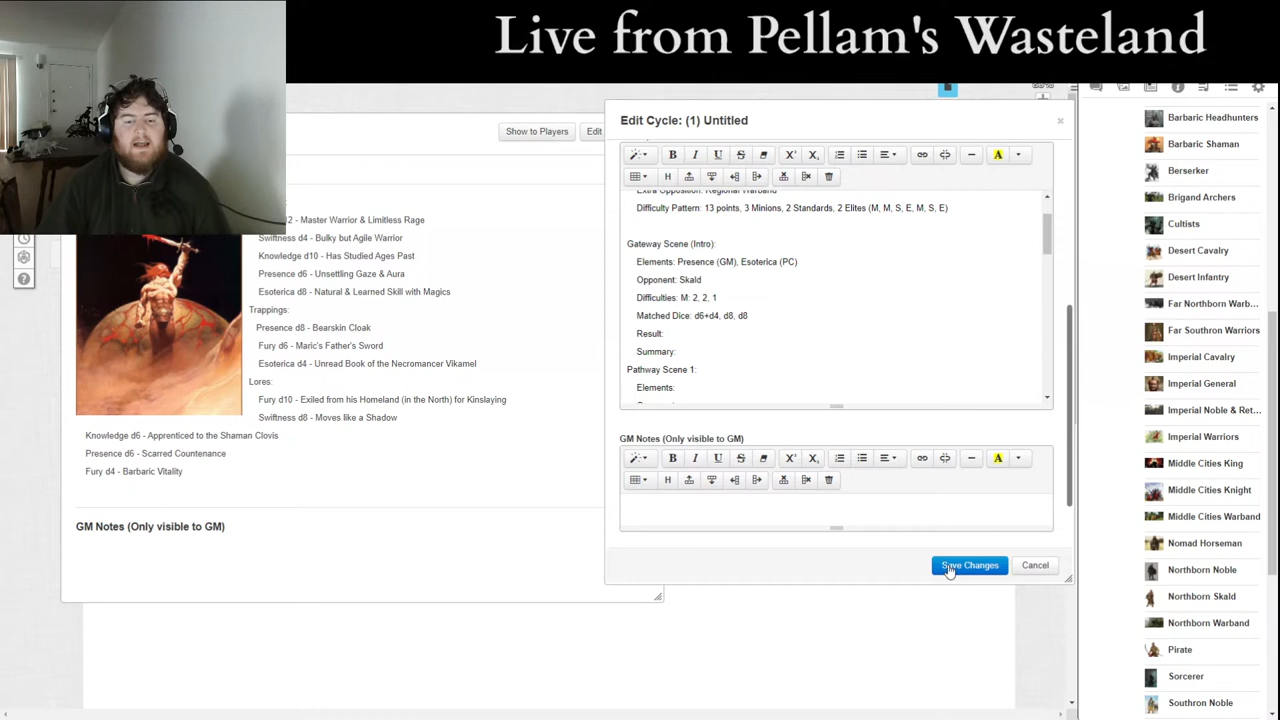 Live from Pellam's Wasteland
Show to Players
Edit
2 - Master Warrior & Limitless Rage
Swiftness d4 - Bulky but Agile Warrior
Knowledge d10 - Has Studied Ages Past
Presence d6 - Unsettling Gaze & Aura
Esoterica d8 - Natural & Learned Skill with Magics
Trappings:
Presence d8 - Bearskin Cloak
Fury d6 - Maric's Father's Sword
Esoterica d4 - Unread Book of the Necromancer Vikamel
Lores:
Fury d10 - Exiled from his Homeland (in the North) for Kinslaying
Swiftness d8 - Moves like a Shadow
Knowledge d6 - Apprenticed to the Shaman Clovis
Presence d6 - Scarred Countenance
Fury d4 - Barbaric Vitality
GM Notes (Only visible to GM)
Edit Cycle: (1) Untitled
Extra Opposition: Regional Warband
Difficulty Pattern: 13 points, 3 Minions, 2 Standards, 2 Elites (M, M, S, E, M, S, E)
Gateway Scene (Intro):
Elements: Presence (GM), Esoterica (PC)
Opponent: Skald
Difficulties: M: 2, 2, 1
Matched Dice: d6+d4, d8, d8
Result:
Summary:
Pathway Scene 1:
Elements:
GM Notes (Only visible to GM)
Save Changes
Cancel
Barbaric Headhunters
Barbaric Shaman
Berserker
Brigand Archers
Cultists
Desert Cavalry
Desert Infantry
Far Northborn Warb...
Far Southron Warriors
Imperial Cavalry
Imperial General
Imperial Noble & Ret...
Imperial Warriors
Middle Cities King
Middle Cities Knight
Middle Cities Warband
Nomad Horseman
Northborn Noble
Northborn Skald
Northborn Warband
Pirate
Sorcerer
Southron Noble